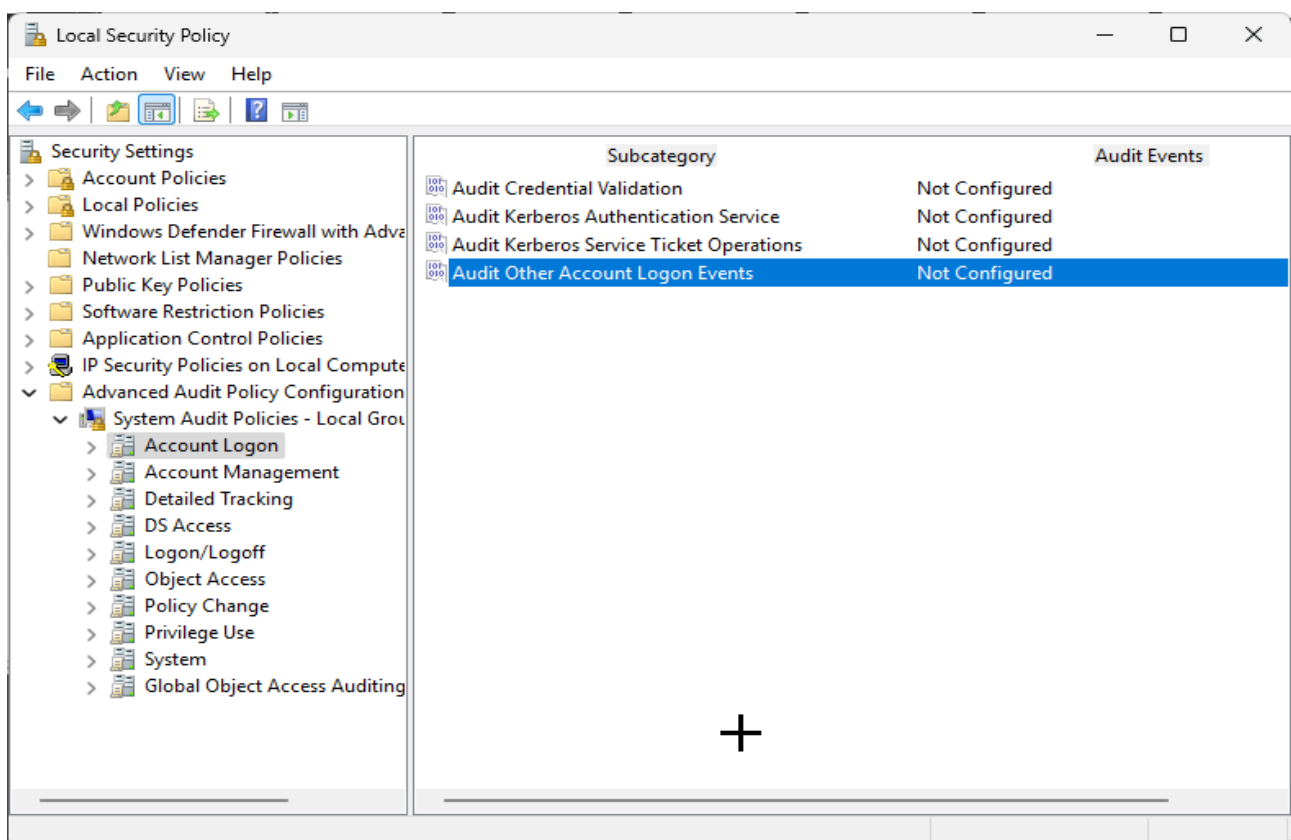 Local Security Policy
File Action View Help
Security Settings
Account Policies
Local Policies
Windows Defender Firewall with Adva
Network List Manager Policies
Public Key Policies
Software Restriction Policies
Application Control Policies
IP Security Policies on Local Compute
Advanced Audit Policy Configuration
System Audit Policies - Local Grou
Account Logon
Account Management
Detailed Tracking
DS Access
Logon/Logoff
Object Access
Policy Change
Privilege Use
System
Global Object Access Auditing
Subcategory Audit Events
Audit Credential Validation Not Configured
Audit Kerberos Authentication Service Not Configured
Audit Kerberos Service Ticket Operations Not Configured
Audit Other Account Logon Events Not Configured